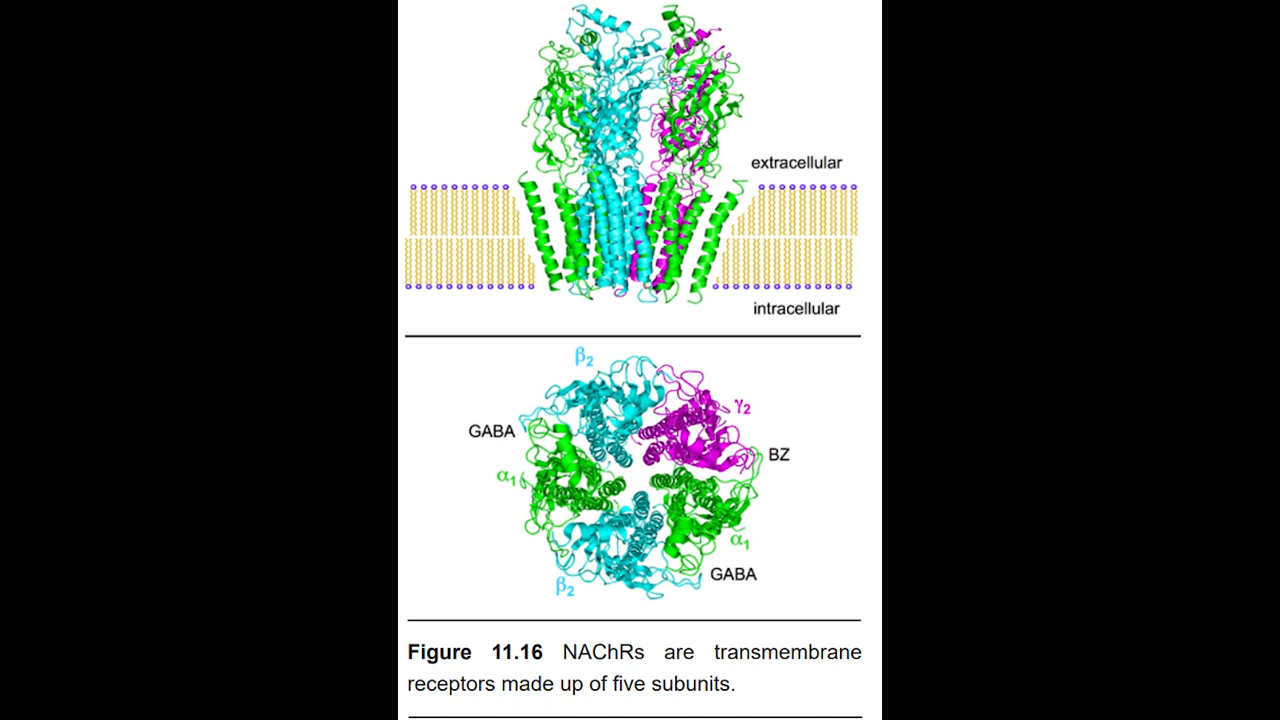 extracellular
intracellular
β2
γ2
GABA
BZ
α1
α1
GABA
β2
Figure 11.16 NAChRs are transmembrane
receptors made up of five subunits.